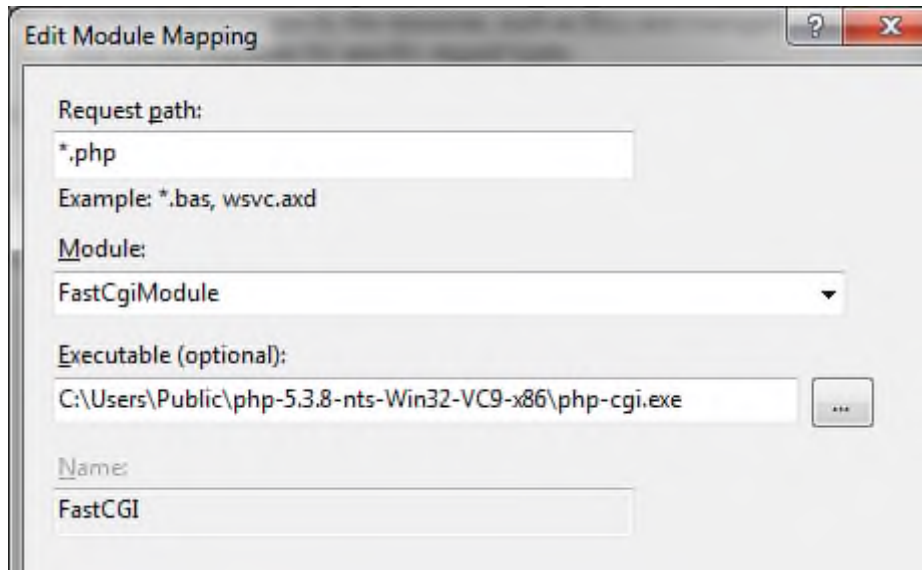 Edit Module Mapping
?
Request path:
*.php
Example: *.bas, wsvc.axd
Module:
FastCgiModule
Executable (optional):
C:\Users\Public\php-5.3.8-nts-Win32-VC9-x86\php-cgi.exe
...
Name:
FastCGI